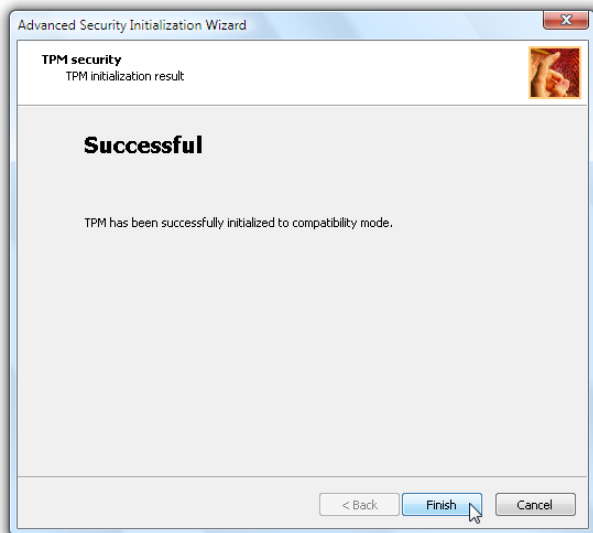 Advanced Security Initialization Wizard
X
TPM security
TPM initialization result
Successful
TPM has been successfully initialized to compatibility mode.
< Back Finish Cancel